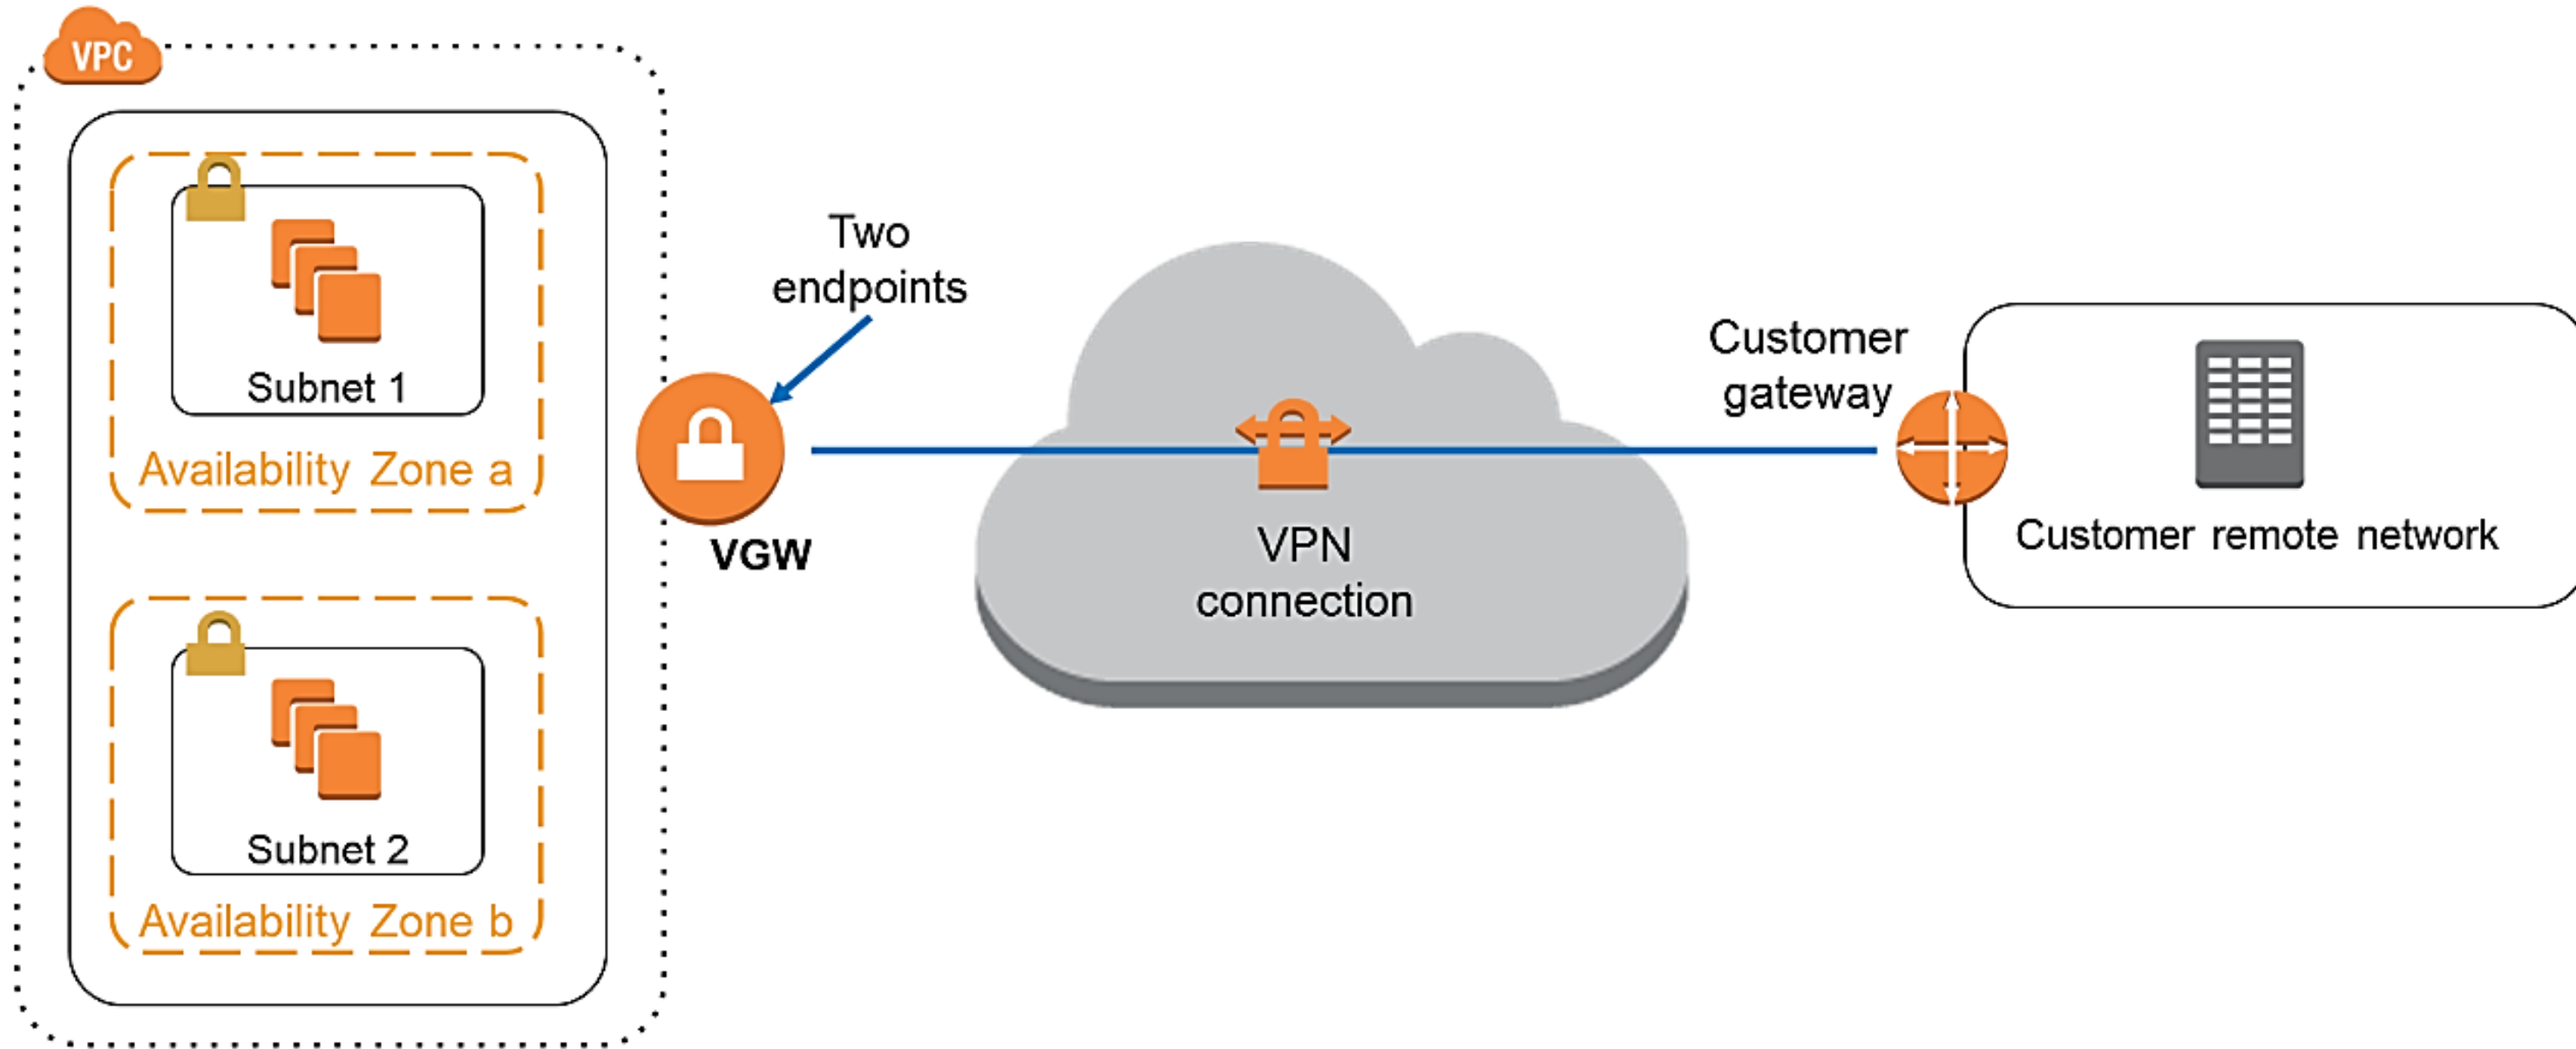 VPC
Subnet 1
Availability Zone a
Subnet 2
Availability Zone b
Two
endpoints
VGW
VPN
connection
Customer
gateway
Customer remote network